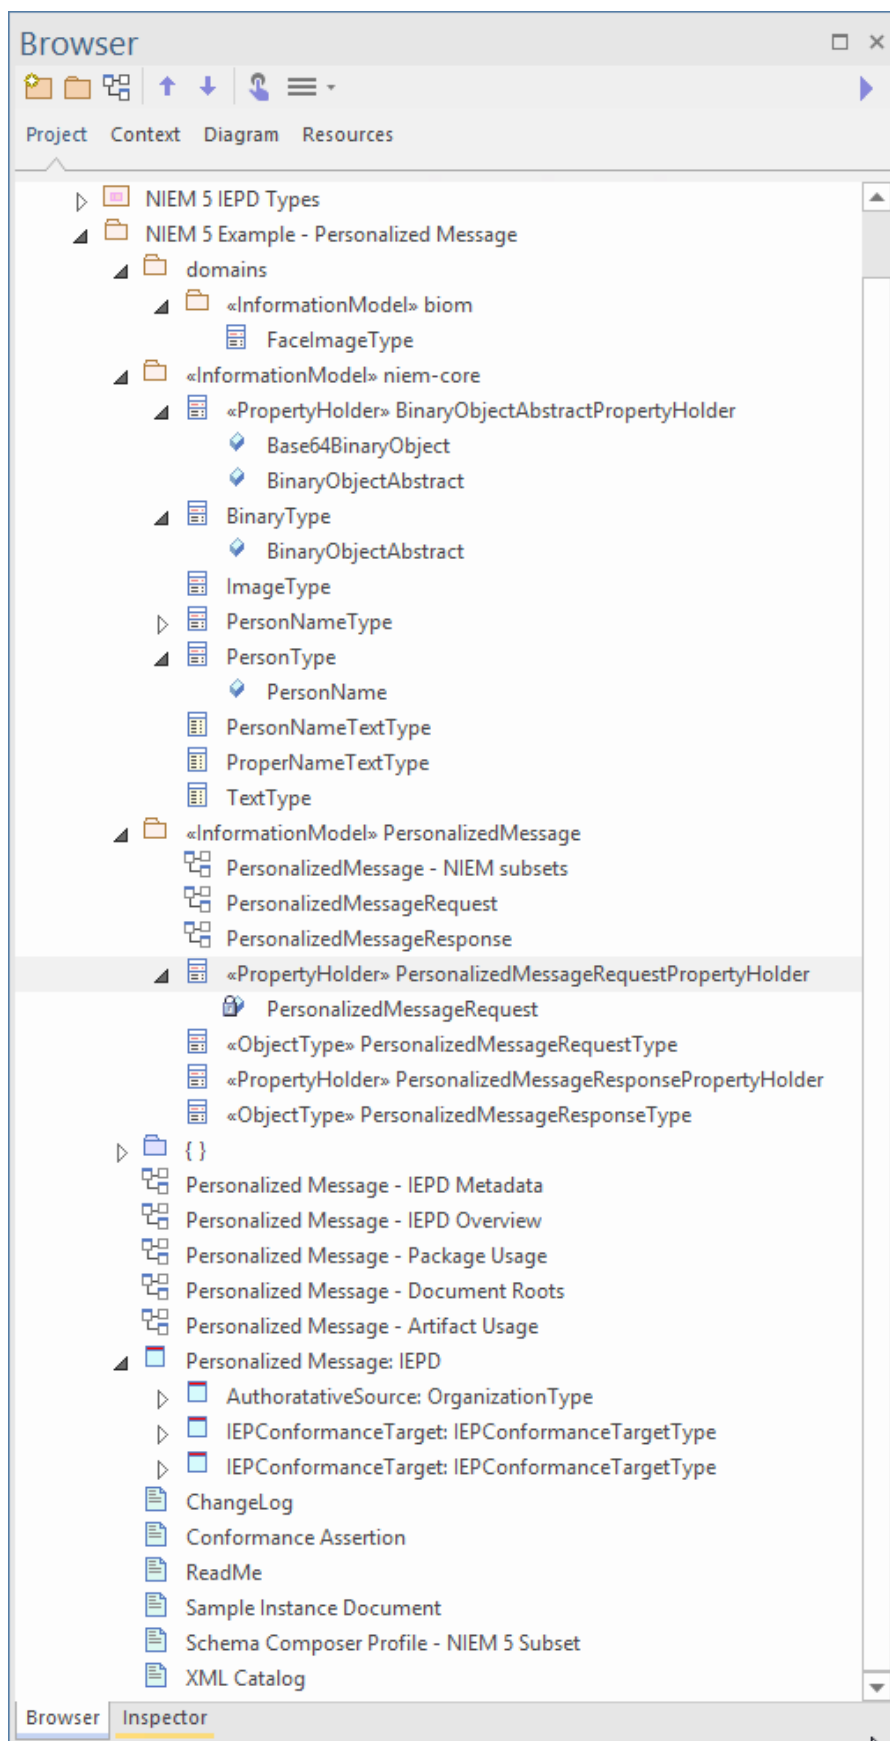 Browser
Project Context Diagram Resources
NIEM 5 IEPD Types
NIEM 5 Example - Personalized Message
domains
«InformationModel» biom
FaceImageType
«InformationModel» niem-core
«PropertyHolder» BinaryObjectAbstractPropertyHolder
Base64BinaryObject
BinaryObjectAbstract
BinaryType
BinaryObjectAbstract
ImageType
PersonNameType
PersonType
PersonName
PersonNameTextType
ProperNameTextType
TextType
«InformationModel» PersonalizedMessage
PersonalizedMessage - NIEM subsets
PersonalizedMessageRequest
PersonalizedMessageResponse
«PropertyHolder» PersonalizedMessageRequestPropertyHolder
PersonalizedMessageRequest
«ObjectType» PersonalizedMessageRequestType
«PropertyHolder» PersonalizedMessageResponsePropertyHolder
«ObjectType» PersonalizedMessageResponseType
{ }
Personalized Message - IEPD Metadata
Personalized Message - IEPD Overview
Personalized Message - Package Usage
Personalized Message - Document Roots
Personalized Message - Artifact Usage
Personalized Message: IEPD
AuthoratativeSource: OrganizationType
IEPConformanceTarget: IEPConformanceTargetType
IEPConformanceTarget: IEPConformanceTargetType
ChangeLog
Conformance Assertion
ReadMe
Sample Instance Document
Schema Composer Profile - NIEM 5 Subset
XML Catalog
Browser Inspector